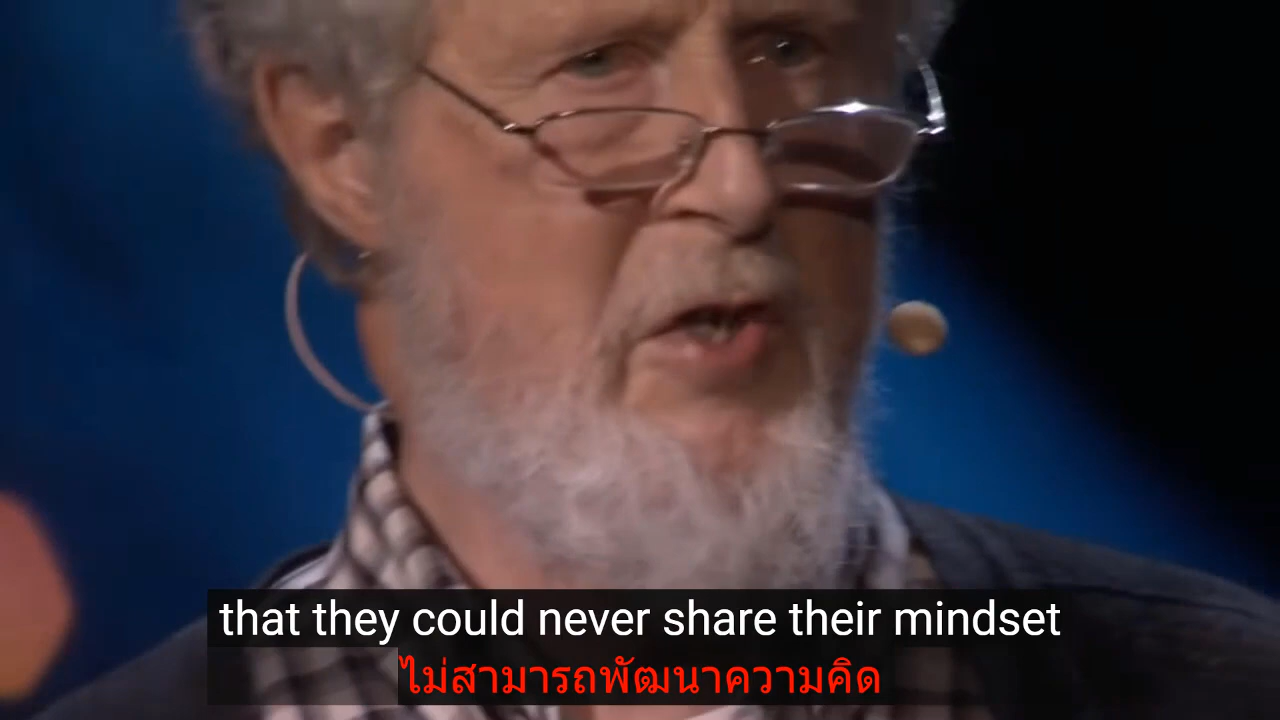 that they could never share their mindset
ไม่สามารถพัฒนาความคิด